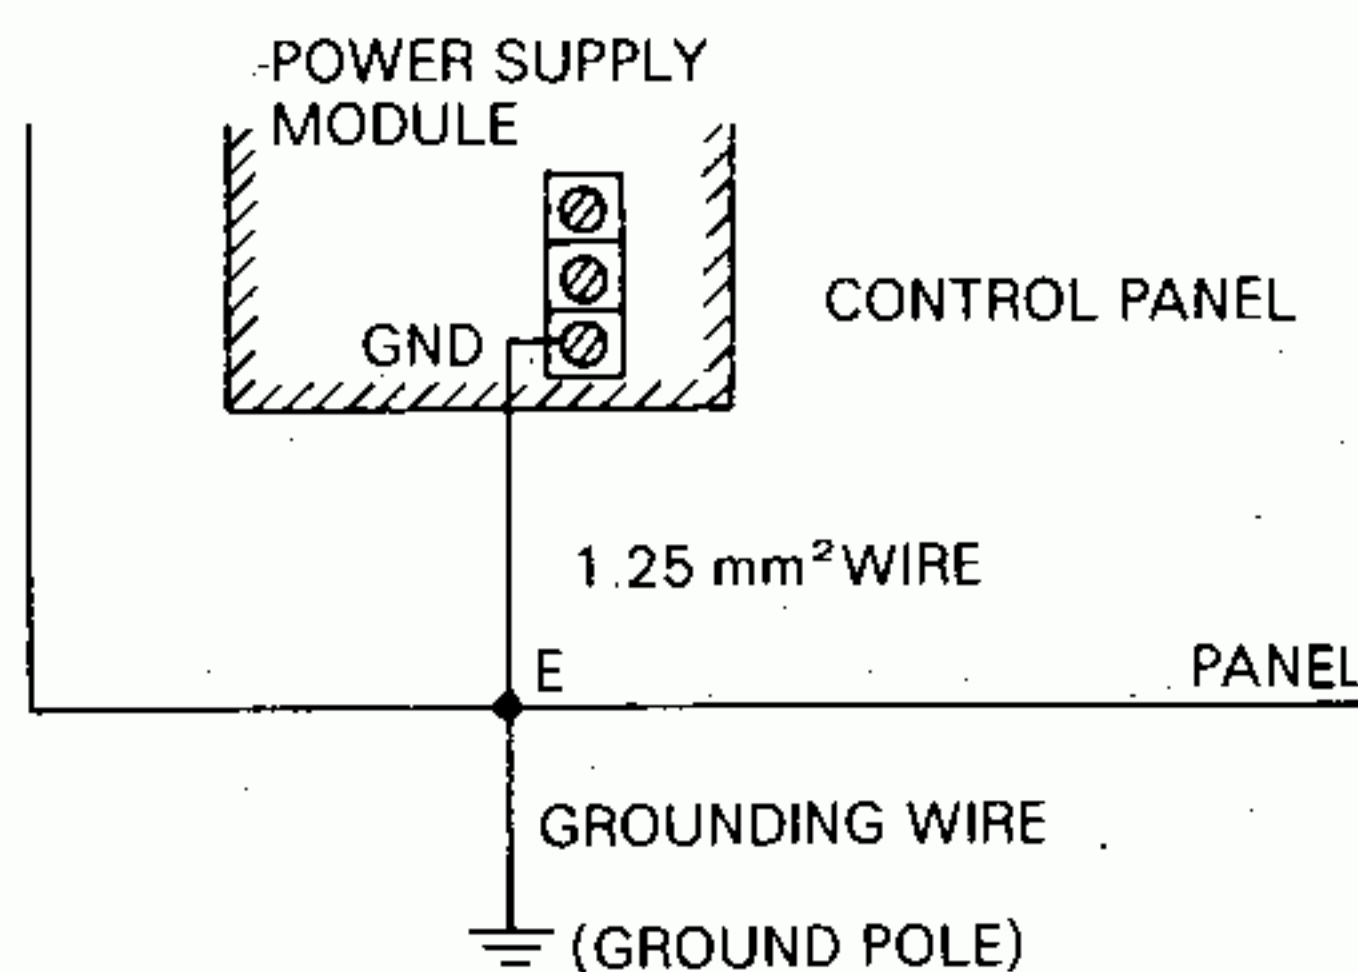 POWER SUPPLY
MODULE
GND
CONTROL PANEL
1.25 mm² WIRE
E
PANEL
GROUNDING WIRE
(GROUND POLE)